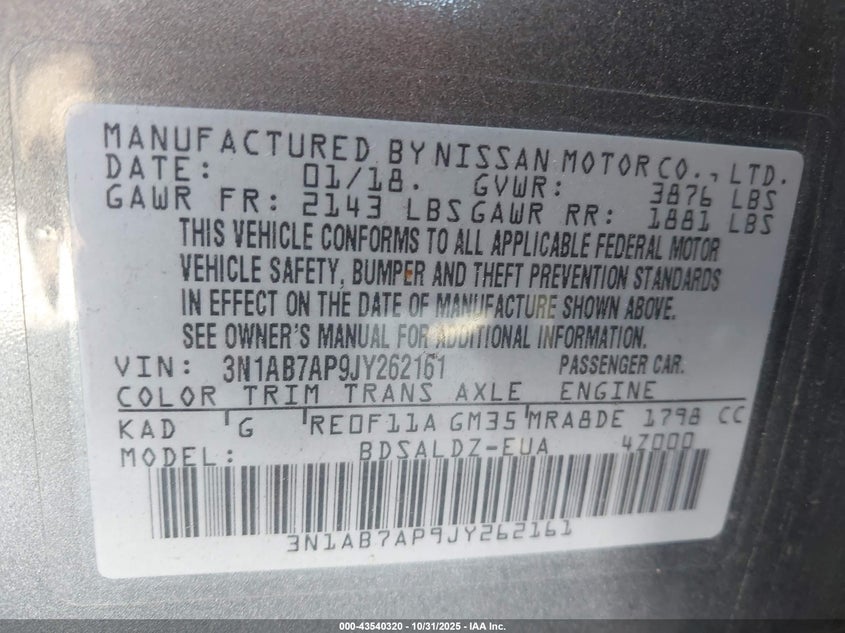 MANUFACTURED BY NISSAN MOTOR CO., LTD.
DATE: 01/18. GVWR: 3876 LBS
GAWR FR: 2143 LBS GAWR RR: 1881 LBS
THIS VEHICLE CONFORMS TO ALL APPLICABLE FEDERAL MOTOR
VEHICLE SAFETY, BUMPER AND THEFT PREVENTION STANDARDS
IN EFFECT ON THE DATE OF MANUFACTURE SHOWN ABOVE.
SEE OWNER'S MANUAL FOR ADDITIONAL INFORMATION.
VIN: 3N1AB7AP9JY262161 PASSENGER CAR.
COLOR TRIM TRANS AXLE ENGINE
KAD G RE0F11A GM35 MRA8DE 1798 CC
MODEL: BDSALDZ-EUA 4Z000
3N1AB7AP9JY262161
000-43540320 - 10/31/2025 - IAA Inc.